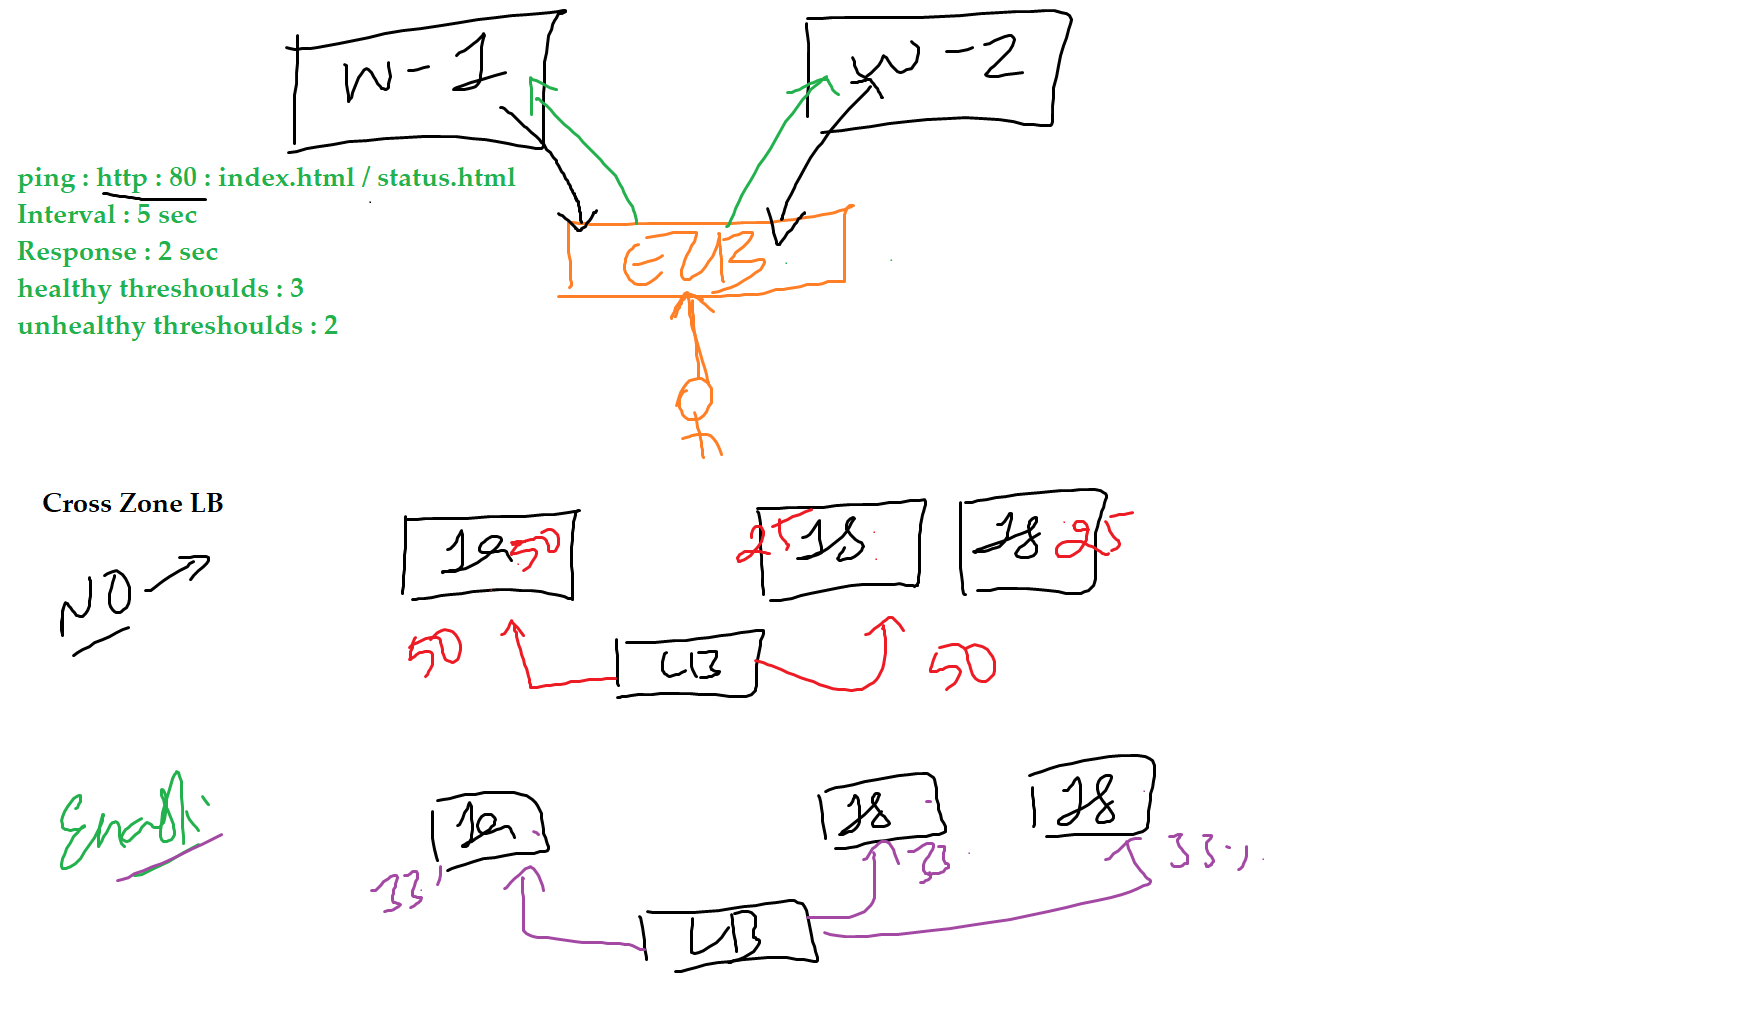 W-1
W-2
ping : http : 80 : index.html / status.html
Interval : 5 sec
Response : 2 sec
healthy threshoulds : 3
unhealthy threshoulds : 2
ELB
Cross Zone LB
NO
1a 50
25 1B
1B 25
50
LB
50
Enable
1a
1B
1B
33
33
33%
LB